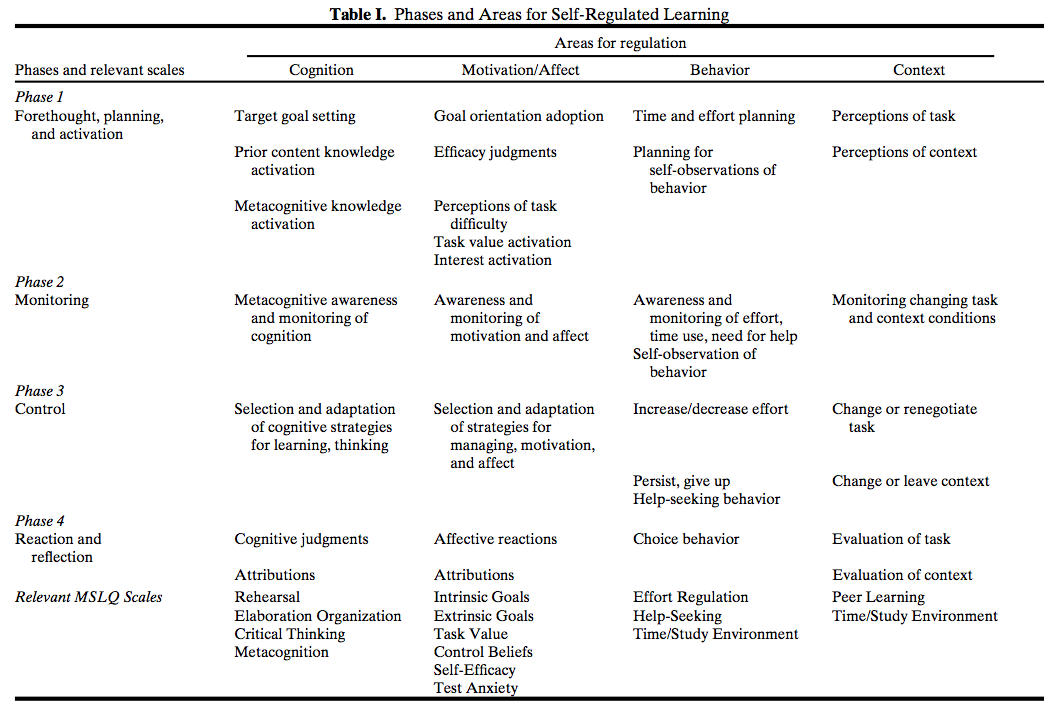 Table I. Phases and Areas for Self-Regulated Learning
Areas for regulation
Phases and relevant scales Cognition Motivation/Affect Behavior Context
Phase 1
Forethought, planning, Target goal setting Goal orientation adoption Time and effort planning Perceptions of task
and activation
Prior content knowledge Efficacy judgments Planning for Perceptions of context
activation self-observations of
behavior
Metacognitive knowledge Perceptions of task
activation difficulty
Task value activation
Interest activation
Phase 2
Monitoring Metacognitive awareness Awareness and Awareness and Monitoring changing task
and monitoring of monitoring of monitoring of effort, and context conditions
cognition motivation and affect time use, need for help
Self-observation of
behavior
Phase 3
Control Selection and adaptation Selection and adaptation Increase/decrease effort Change or renegotiate
of cognitive strategies of strategies for task
for learning, thinking managing, motivation,
and affect
Persist, give up Change or leave context
Help-seeking behavior
Phase 4
Reaction and Cognitive judgments Affective reactions Choice behavior Evaluation of task
reflection
Attributions Attributions Evaluation of context
Relevant MSLQ Scales Rehearsal Intrinsic Goals Effort Regulation Peer Learning
Elaboration Organization Extrinsic Goals Help-Seeking Time/Study Environment
Critical Thinking Task Value Time/Study Environment
Metacognition Control Beliefs
Self-Efficacy
Test Anxiety